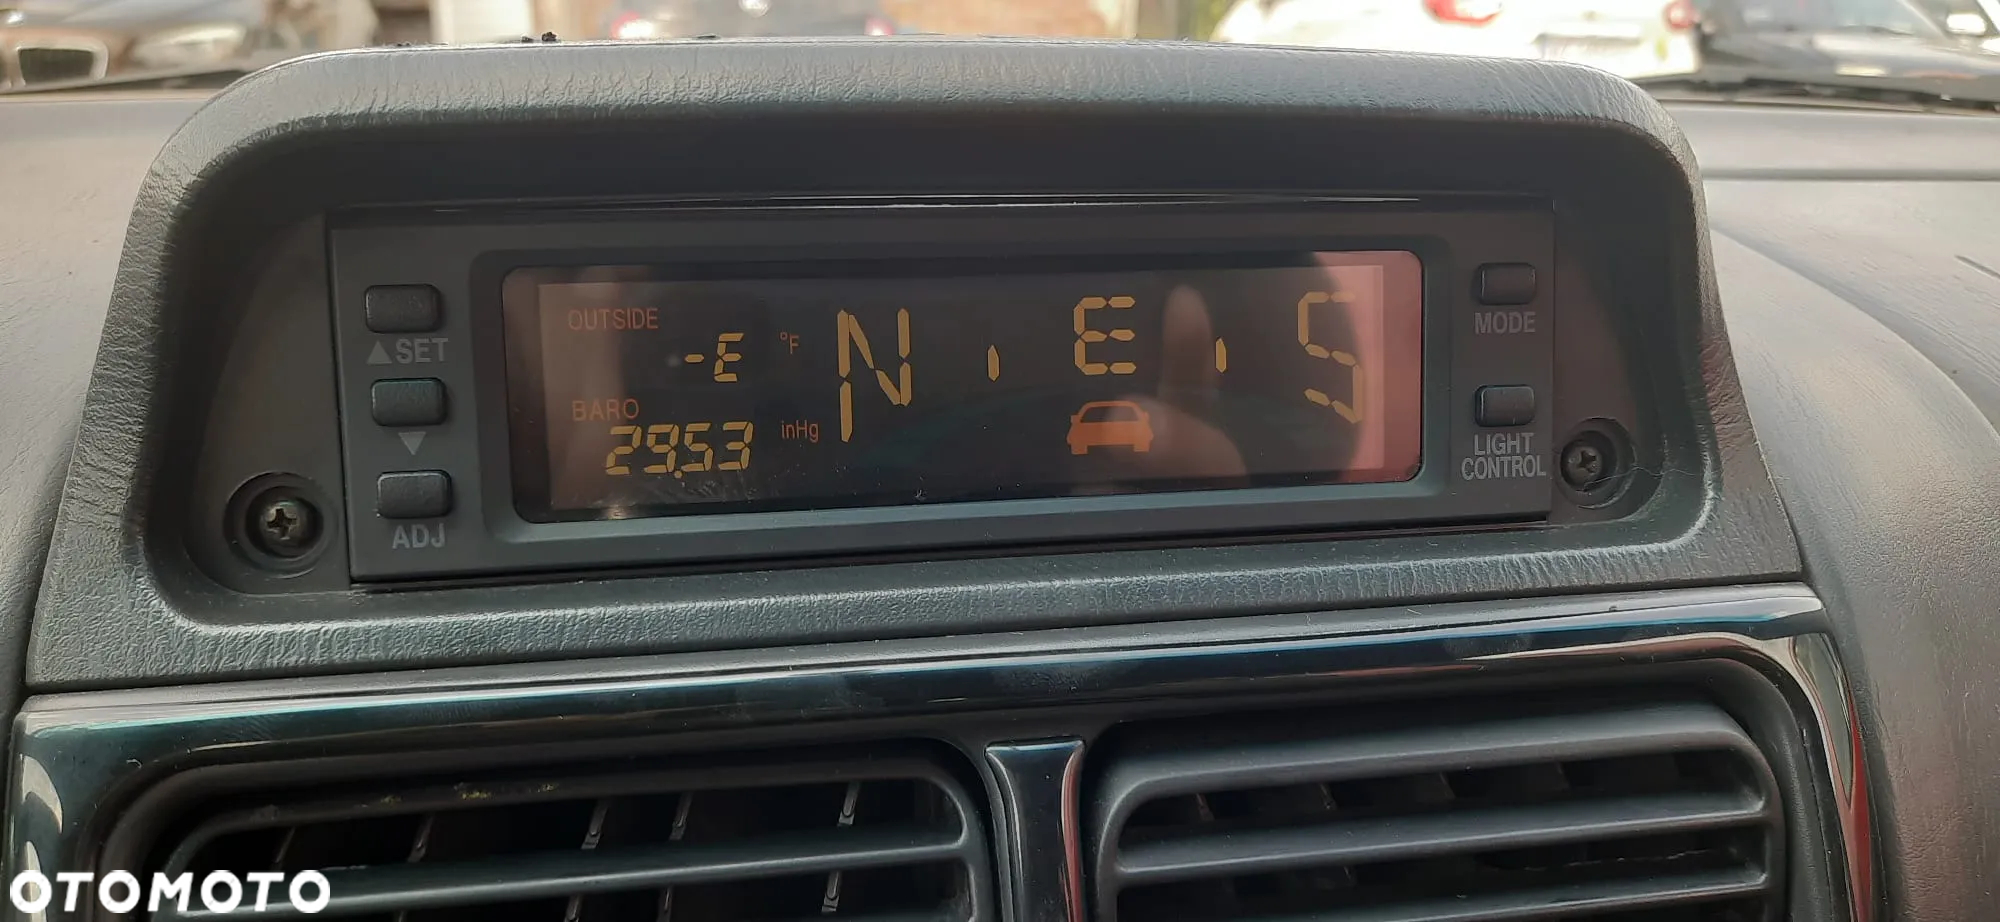 OUTSIDE
-E °F
N E S
BARO
29.53 inHg
▲SET
▼
ADJ
MODE
LIGHT
CONTROL
OTOMOTO